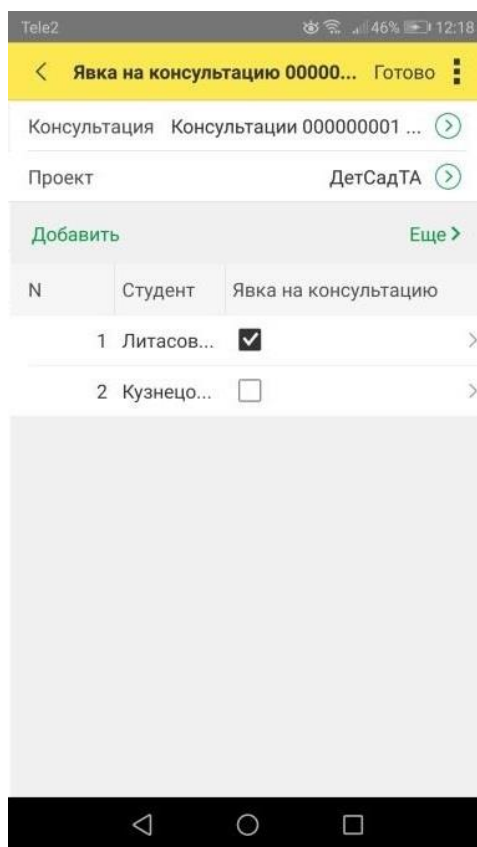 Tele2 46% 12:18
Явка на консультацию 00000... Готово
Консультация Консультации 000000001 ...
Проект ДетСадТА
Добавить Еще
N Студент Явка на консультацию
1 Литасов...
2 Кузнецо...